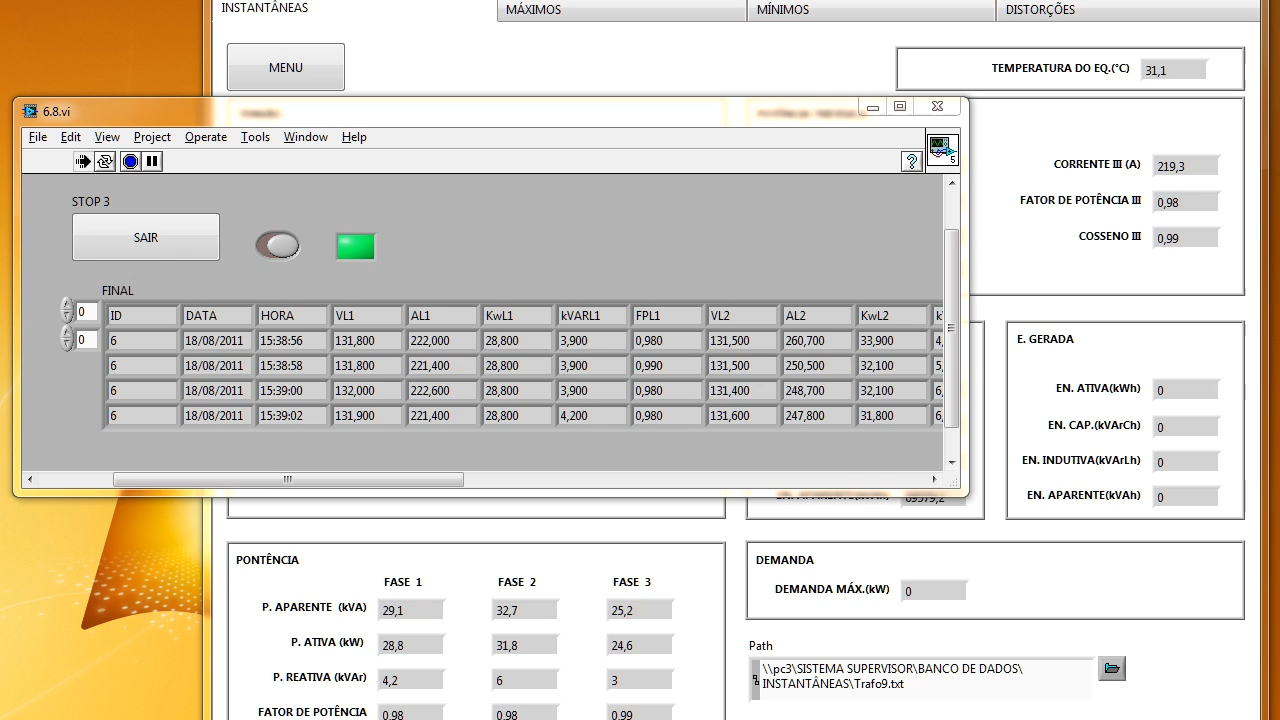 INSTANTÂNEAS MÁXIMOS MÍNIMOS DISTORÇÕES
MENU
TEMPERATURA DO EQ.(°C) 31,1
6.8.vi
File Edit View Project Operate Tools Window Help
5
STOP 3
SAIR
CORRENTE III (A) 219,3
FATOR DE POTÊNCIA III 0,98
COSSENO III 0,99
FINAL
0
0
ID DATA HORA VL1 AL1 KwL1 kVARL1 FPL1 VL2 AL2 KwL2
6 18/08/2011 15:38:56 131,800 222,000 28,800 3,900 0,980 131,500 260,700 33,900 4,
6 18/08/2011 15:38:58 131,800 221,400 28,800 3,900 0,990 131,500 250,500 32,100 5,
6 18/08/2011 15:39:00 132,000 222,600 28,800 3,900 0,980 131,400 248,700 32,100 6,
6 18/08/2011 15:39:02 131,900 221,400 28,800 4,200 0,980 131,600 247,800 31,800 6,
E. GERADA
EN. ATIVA(kWh) 0
EN. CAP.(kVArCh) 0
EN. INDUTIVA(kVArLh) 0
EN. APARENTE(kVAh) 0
PONTÊNCIA
FASE 1 FASE 2 FASE 3
P. APARENTE (kVA) 29,1 32,7 25,2
P. ATIVA (kW) 28,8 31,8 24,6
P. REATIVA (kVAr) 4,2 6 3
FATOR DE POTÊNCIA 0,98 0,98 0,99
DEMANDA
DEMANDA MÁX.(kW) 0
Path
\\pc3\SISTEMA SUPERVISOR\BANCO DE DADOS\
INSTANTÂNEAS\Trafo9.txt